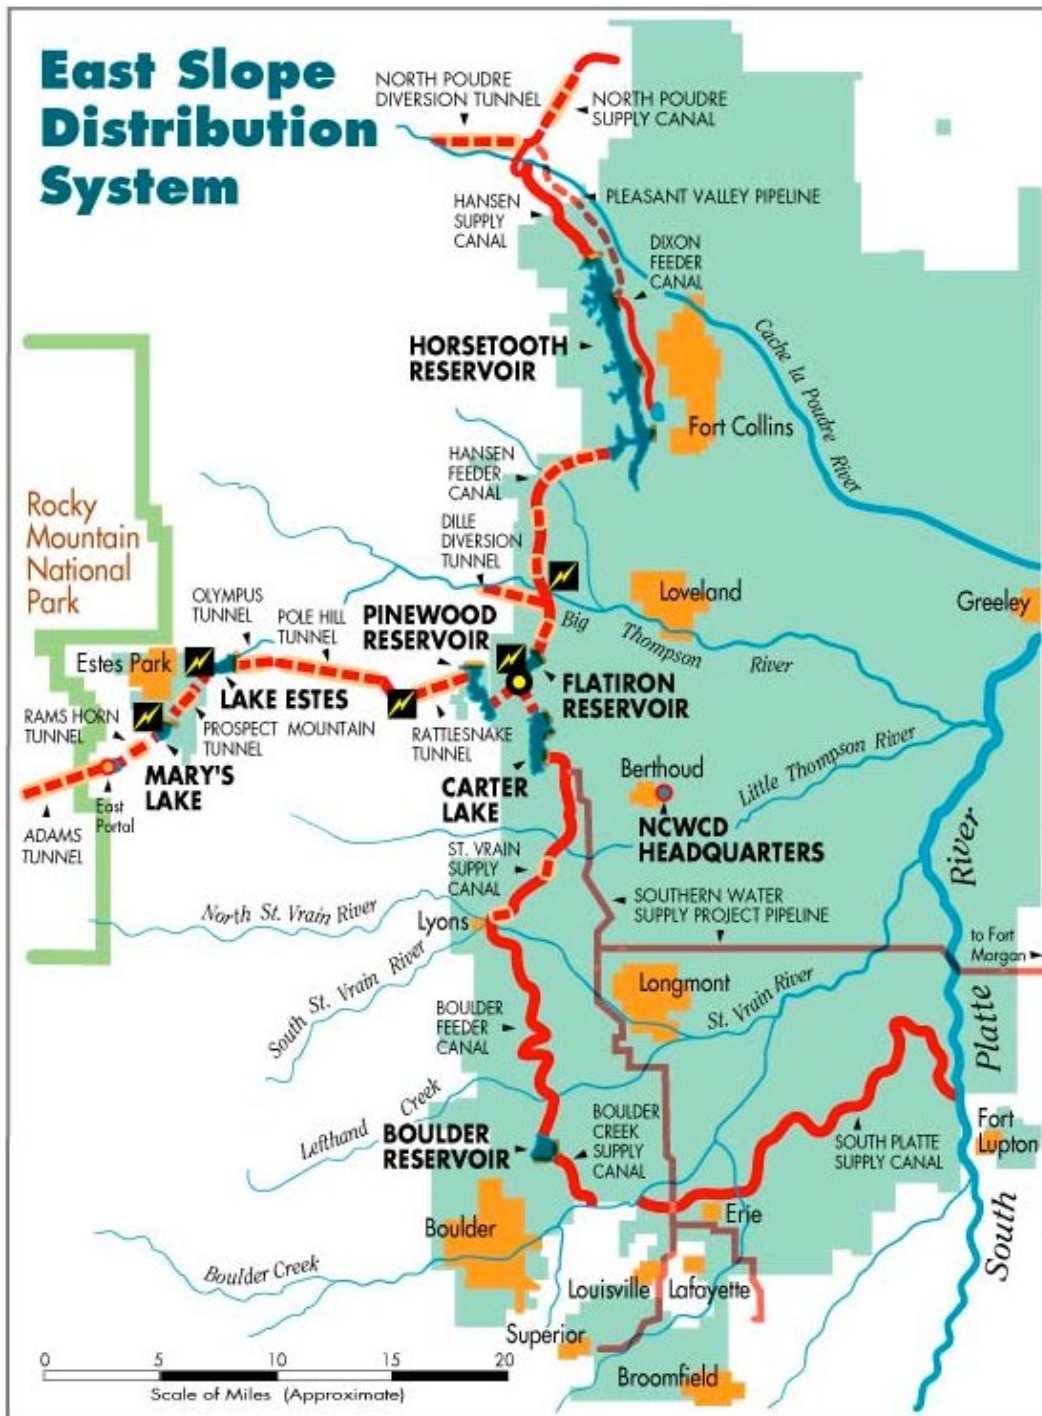 East Slope
Distribution
System
NORTH POUDRE
DIVERSION TUNNEL
NORTH POUDRE
SUPPLY CANAL
HANSEN
SUPPLY
CANAL
PLEASANT VALLEY PIPELINE
DIXON
FEEDER
CANAL
HORSETOOTH
RESERVOIR
Cache la Poudre River
Fort Collins
HANSEN
FEEDER
CANAL
Rocky
Mountain
National
Park
DILLE
DIVERSION
TUNNEL
OLYMPUS
TUNNEL
POLE HILL
TUNNEL
PINEWOOD
RESERVOIR
Loveland
Greeley
Big Thompson River
Estes Park
LAKE ESTES
FLATIRON
RESERVOIR
RAMS HORN
TUNNEL
PROSPECT MOUNTAIN
TUNNEL
RATTLESNAKE
TUNNEL
MARY'S
LAKE
CARTER
LAKE
Berthoud
Little Thompson River
East
Portal
ADAMS
TUNNEL
NCWCD
HEADQUARTERS
ST. VRAIN
SUPPLY
CANAL
SOUTHERN WATER
SUPPLY PROJECT PIPELINE
North St. Vrain River
Lyons
to Fort
Morgan
South St. Vrain River
Longmont
St. Vrain River
BOULDER
FEEDER
CANAL
South Platte River
Lefthand Creek
BOULDER
RESERVOIR
BOULDER
CREEK
SUPPLY
CANAL
SOUTH PLATTE
SUPPLY CANAL
Fort
Lupton
Boulder
Erie
Boulder Creek
Louisville
Lafayette
Superior
Broomfield
0 5 10 15 20
Scale of Miles (Approximate)